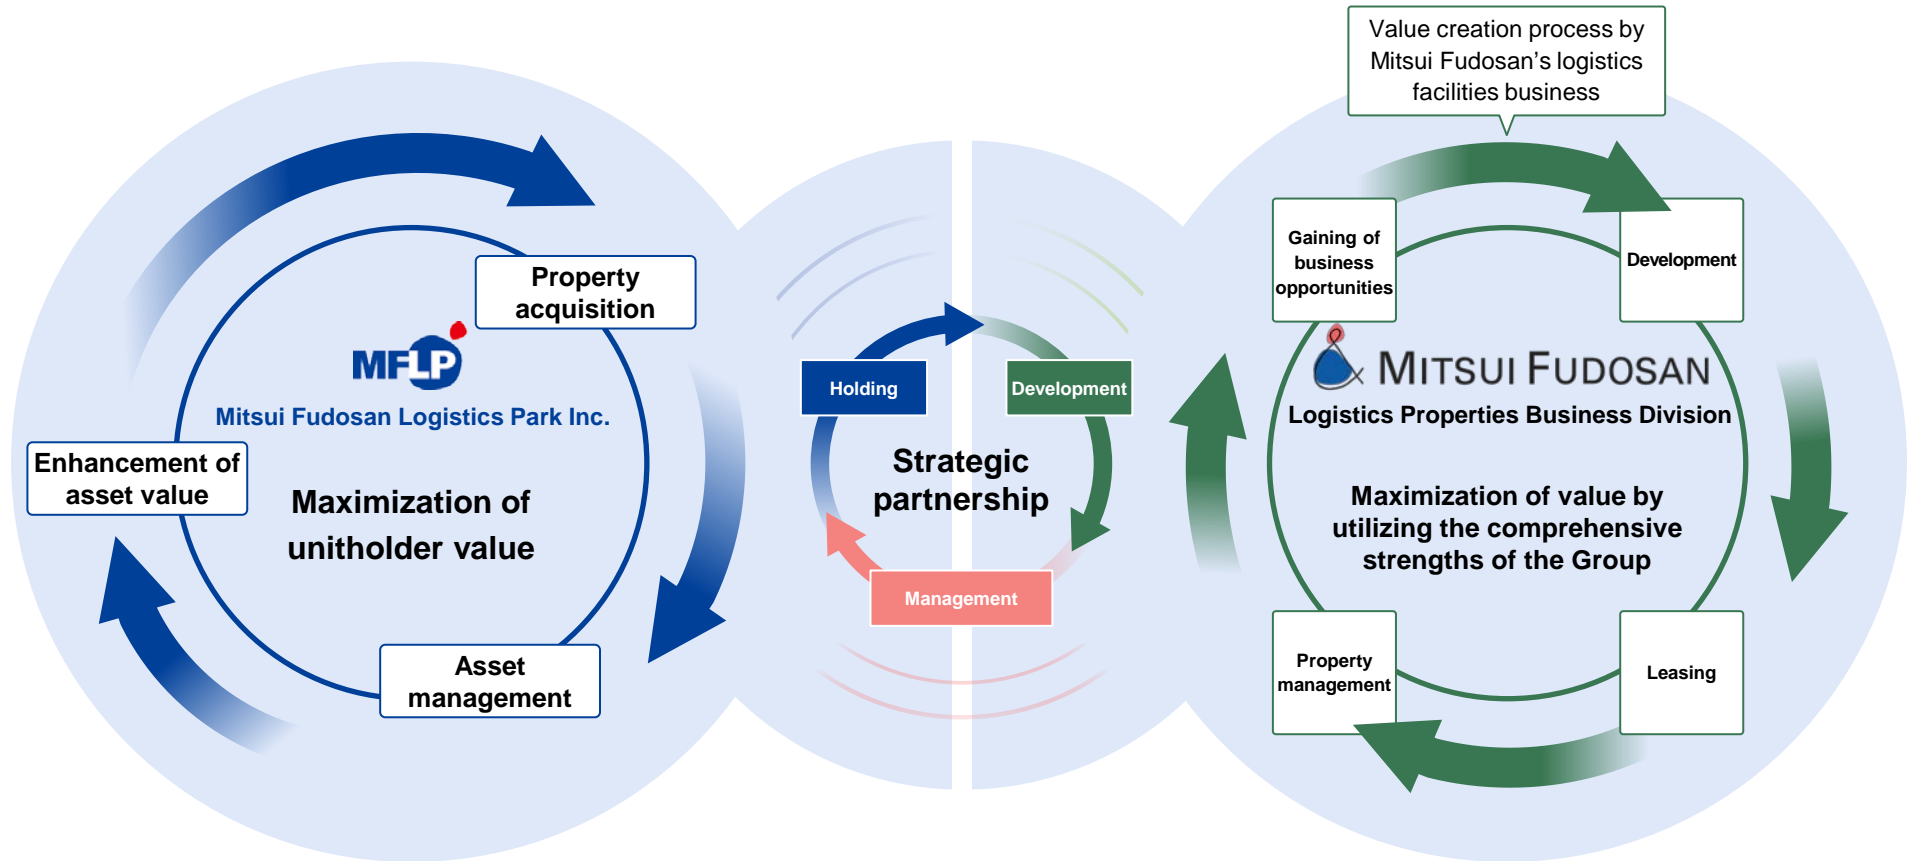 Value creation process by
Mitsui Fudosan’s logistics
facilities business
Property
acquisition
MFLP
Mitsui Fudosan Logistics Park Inc.
Enhancement of
asset value
Maximization of
unitholder value
Asset
management
Holding
Development
Strategic
partnership
Management
Gaining of
business
opportunities
Development
MITSUI FUDOSAN
Logistics Properties Business Division
Maximization of value by
utilizing the comprehensive
strengths of the Group
Property
management
Leasing